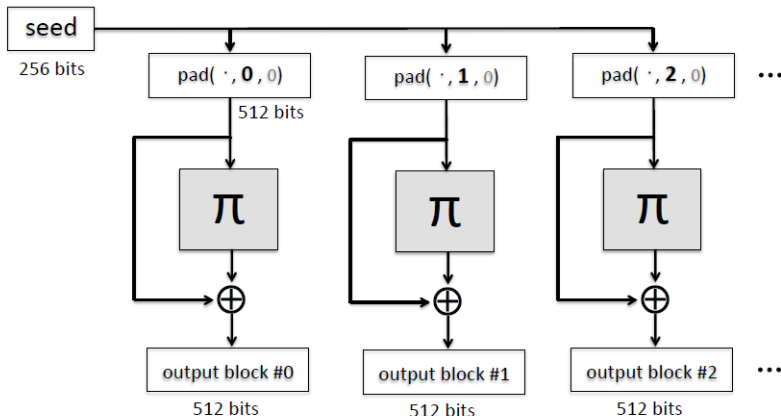 seed
256 bits
pad( ·, 0 , 0)
pad( ·, 1 , 0)
pad( ·, 2 , 0)
...
512 bits
π
π
π
output block #0
output block #1
output block #2
...
512 bits
512 bits
512 bits